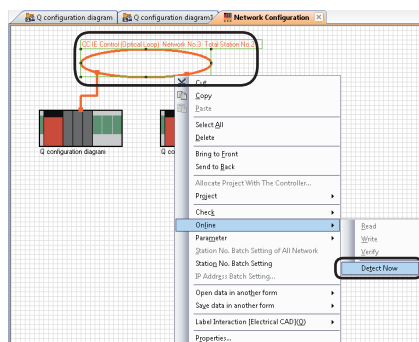 Q configuration diagram
Q configuration diagram1
Network Configuration
CC IE Control (Optical Loop) Network No.:3 Total Station No.:2
Q configuration diagram
Q co
Cut
Copy
Paste
Select All
Delete
Bring to Front
Send to Back
Allocate Project With The Controller...
Project
Check
Online
Read
Parameter
Write
Station No. Batch Setting of All Network
Verify
Station No. Batch Setting
Detect Now
IP Address Batch Setting...
Open data in another form
Save data in another form
Label Interaction [Electrical CAD](Q)
Properties...